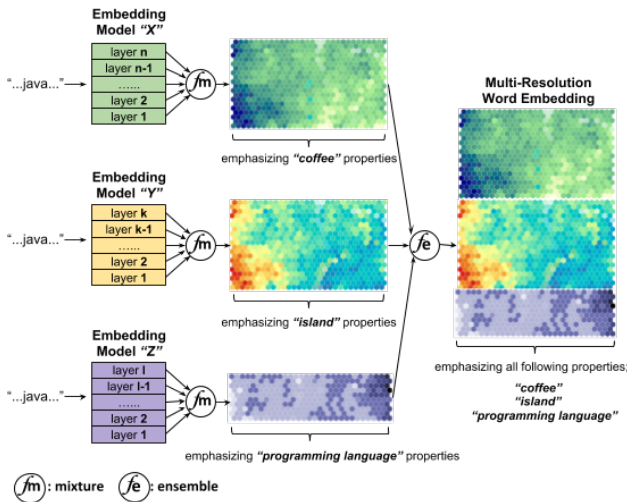 Embedding
Model "X"
"...java..."
layer n
layer n-1
......
layer 2
layer 1
fm
emphasizing "coffee" properties
Embedding
Model "Y"
"...java..."
layer k
layer k-1
......
layer 2
layer 1
fm
emphasizing "island" properties
Embedding
Model "Z"
"...java..."
layer l
layer l-1
......
layer 2
layer 1
fm
emphasizing "programming language" properties
fe
Multi-Resolution
Word Embedding
emphasizing all following properties;
"coffee"
"island"
"programming language"
fm : mixture
fe : ensemble